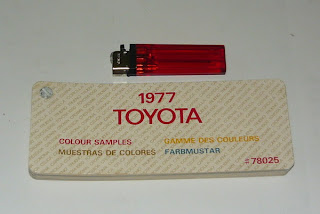 1977
TOYOTA
COLOUR SAMPLES GAMME DES COULEURS
MUESTRAS DE COLORES FARBMUSTAR
#78025